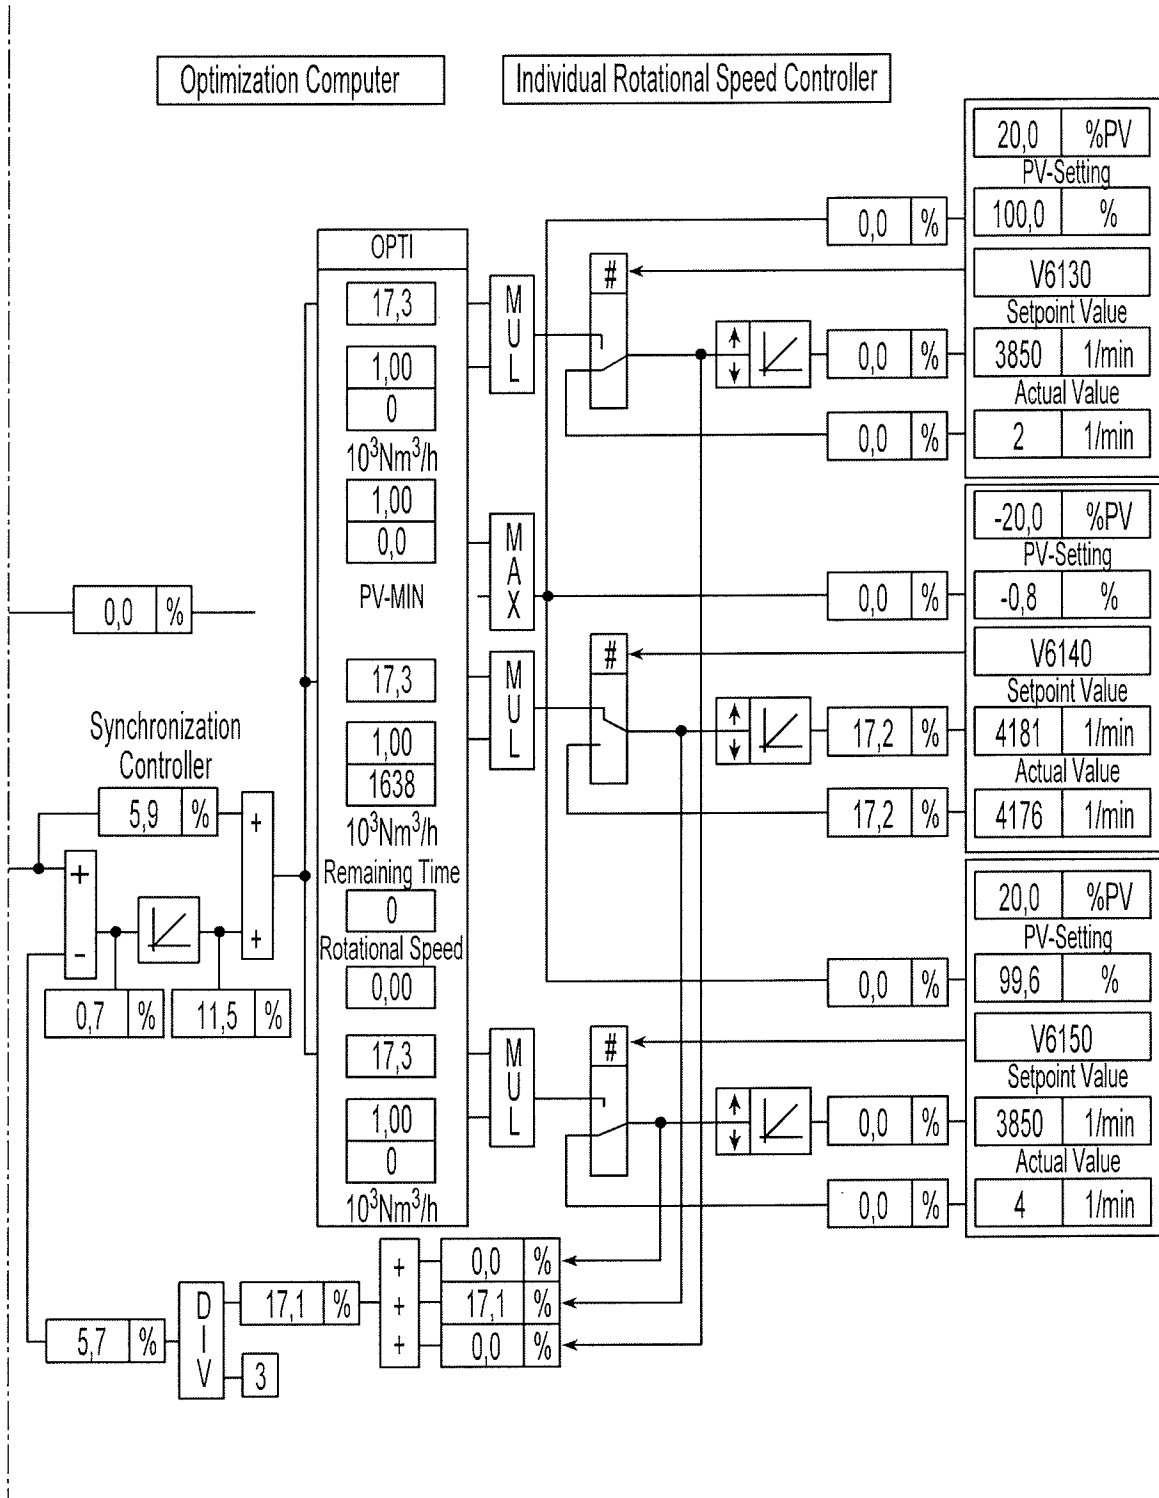 Optimization Computer
Individual Rotational Speed Controller
20,0 %PV
PV-Setting
0,0 %
100,0 %
OPTI
#
V6130
17,3
MUL
Setpoint Value
0,0 %
3850 1/min
1,00
Actual Value
0
0,0 %
2 1/min
10³Nm³/h
1,00
-20,0 %PV
0,0
MAX
PV-Setting
0,0 %
PV-MIN
0,0 %
-0,8 %
#
V6140
17,3
MUL
Setpoint Value
Synchronization
Controller
1,00
17,2 %
4181 1/min
1638
Actual Value
5,9 %
+
10³Nm³/h
17,2 %
4176 1/min
+
Remaining Time
0
20,0 %PV
-
+
Rotational Speed
PV-Setting
0,00
0,0 %
99,6 %
0,7 %
11,5 %
17,3
MUL
#
V6150
Setpoint Value
1,00
0,0 %
3850 1/min
0
Actual Value
10³Nm³/h
0,0 %
4 1/min
+
0,0 %
DIV
17,1 %
+
17,1 %
5,7 %
+
0,0 %
3